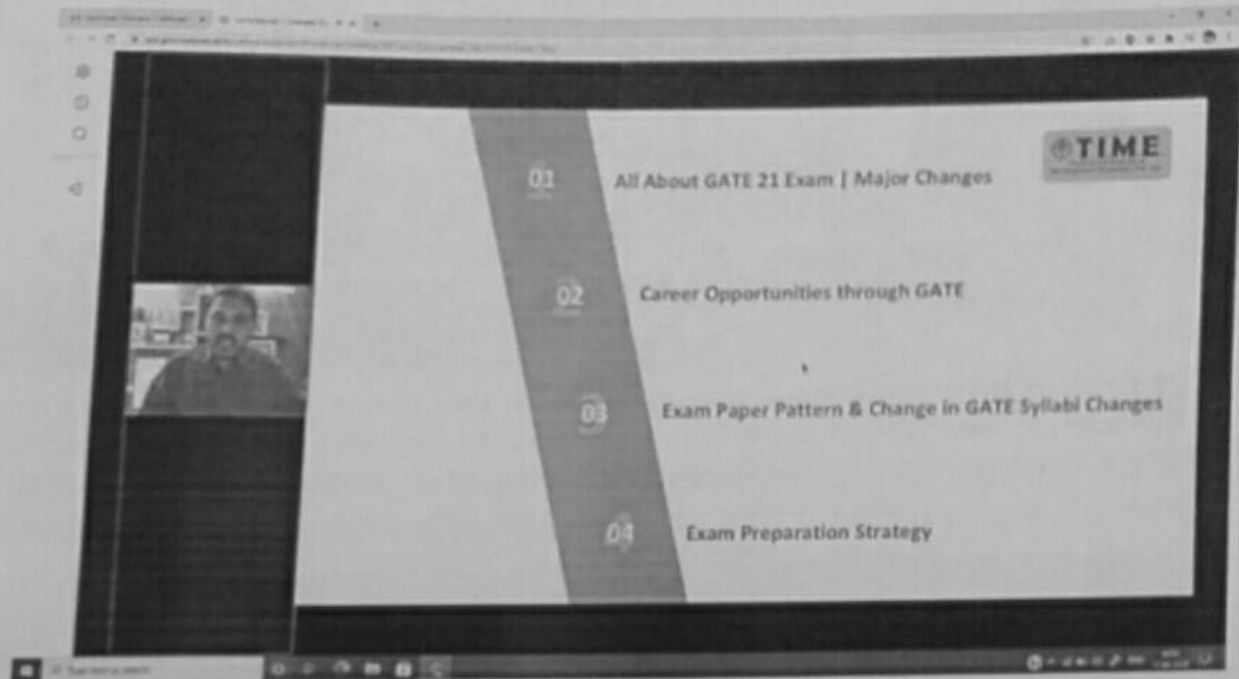 TIME
01
All About GATE 21 Exam | Major Changes
02
Career Opportunities through GATE
03
Exam Paper Pattern & Change in GATE Syllabi Changes
04
Exam Preparation Strategy